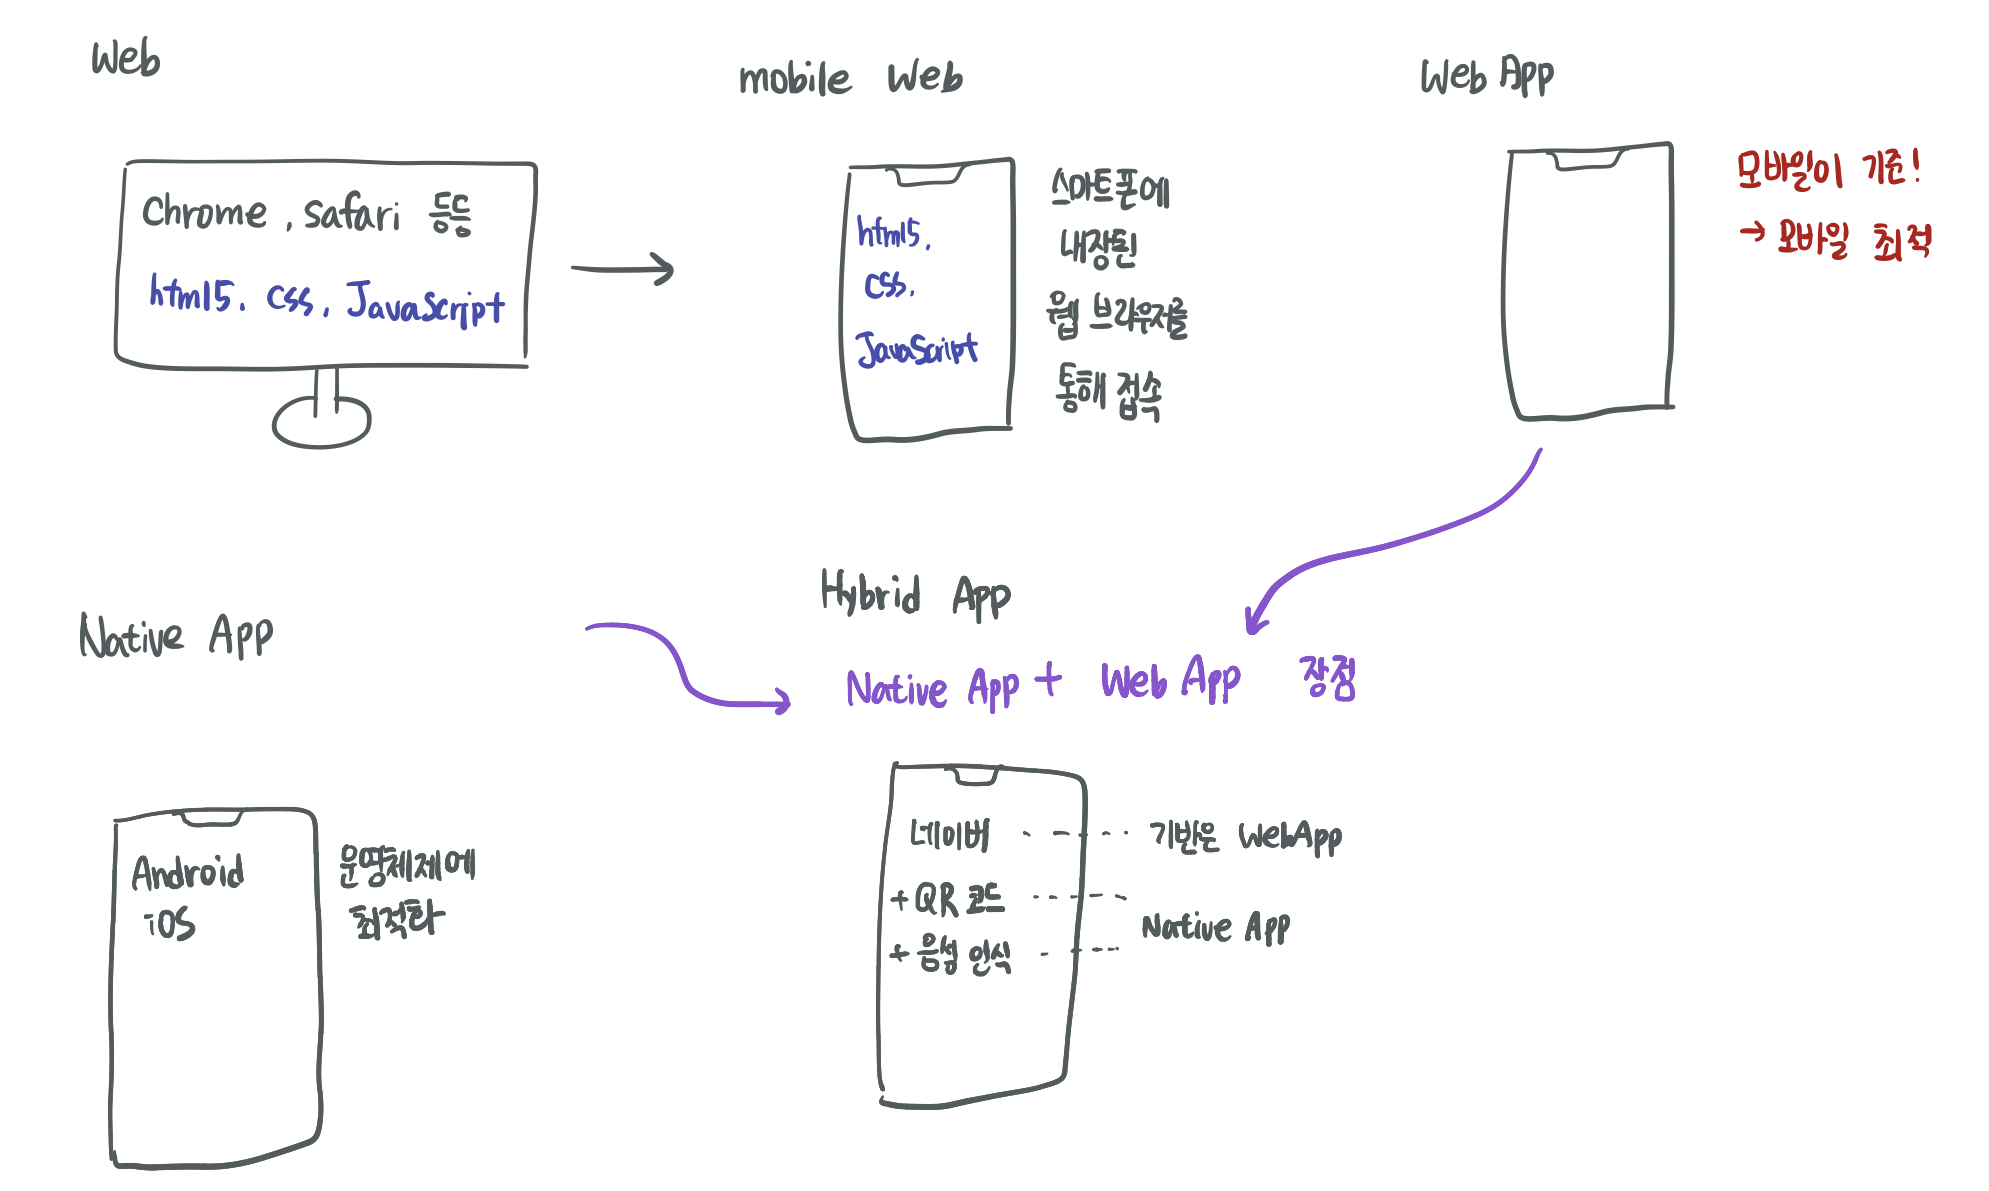 Web
Chrome , safari 등등
html5. css, JavaScript
mobile Web
html5,
css,
JavaScript
스마트폰에
내장된
웹 브라우저를
통해 접속
Web App
모바일이 기준!
→ 모바일 최적
Native App
Android
iOS
운영체제에
최적화
Hybrid App
Native App + Web App 장점
네이버
+ QR 코드
+ 음성 인식
기반은 WebApp
Native App